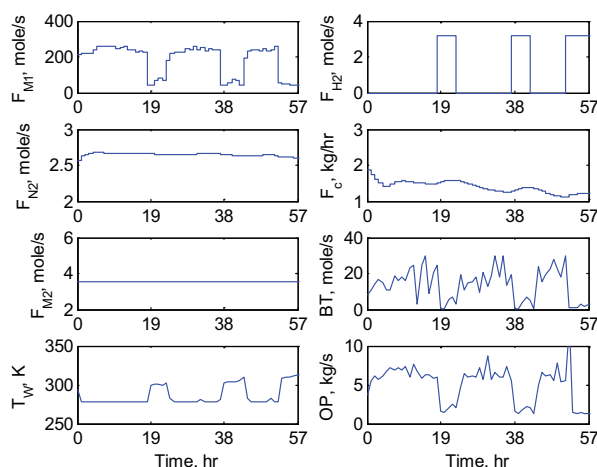 F_M1, mole/s
400
200
0
0 19 38 57
F_H2, mole/s
4
2
0
0 19 38 57
F_N2, mole/s
3
2.5
2
0 19 38 57
F_c, kg/hr
3
2
1
0 19 38 57
F_M2, mole/s
6
4
2
0 19 38 57
BT, mole/s
40
20
0
0 19 38 57
T_W, K
350
300
250
0 19 38 57
Time, hr
OP, kg/s
10
5
0
0 19 38 57
Time, hr